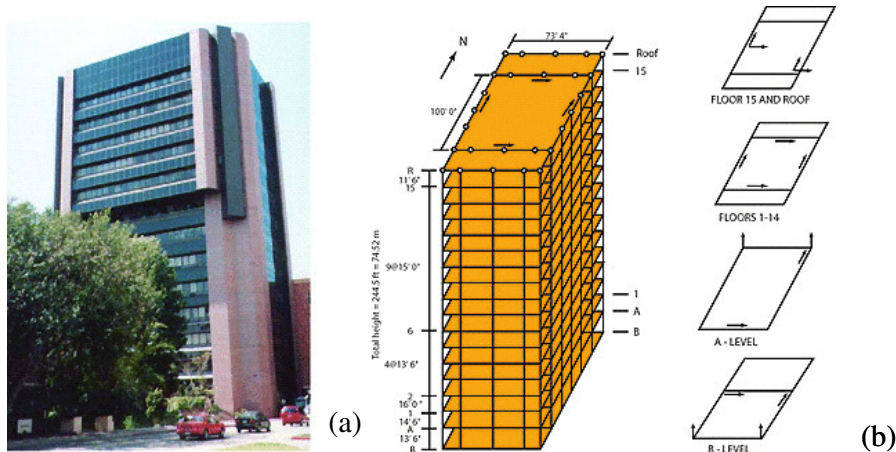 (a)
73' 4"
N
Roof
15
100' 0"
R
11'6"
15
9@15' 0"
Total height = 244.5 ft = 74.52 m
6
4@13' 6"
2
16' 0"
1
14' 6"
A
13' 6"
B
1
A
B
FLOOR 15 AND ROOF
FLOORS 1-14
A - LEVEL
B - LEVEL
(b)